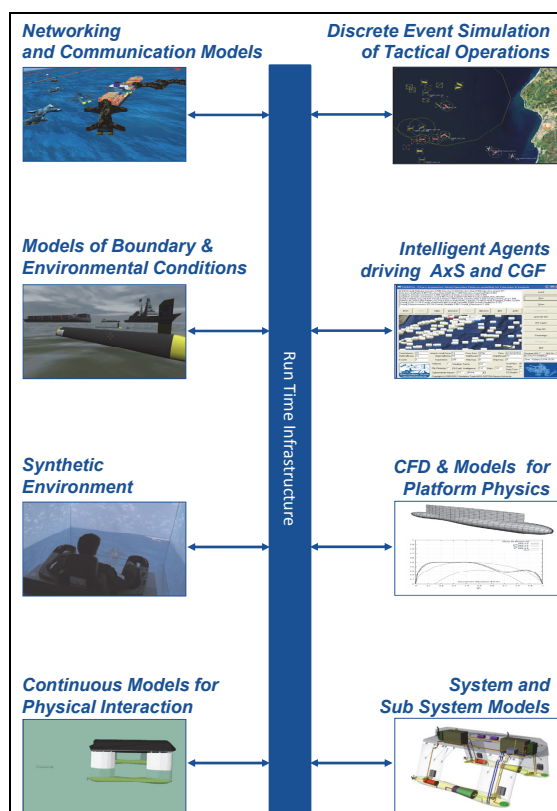 Networking
and Communication Models
Discrete Event Simulation
of Tactical Operations
Models of Boundary &
Environmental Conditions
Intelligent Agents
driving AxS and CGF
Run Time Infrastructure
Synthetic
Environment
CFD & Models for
Platform Physics
Continuous Models for
Physical Interaction
System and
Sub System Models